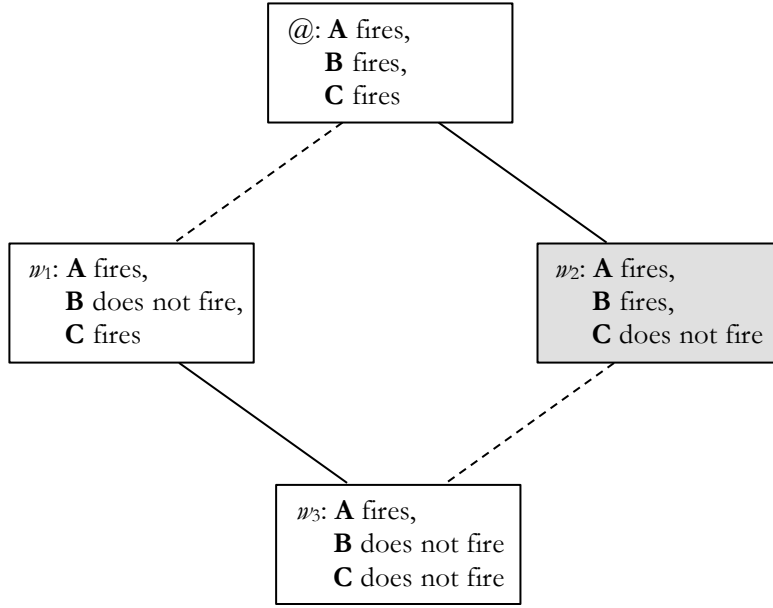 @: A fires,
B fires,
C fires
w₁: A fires,
B does not fire,
C fires
w₂: A fires,
B fires,
C does not fire
w₃: A fires,
B does not fire
C does not fire